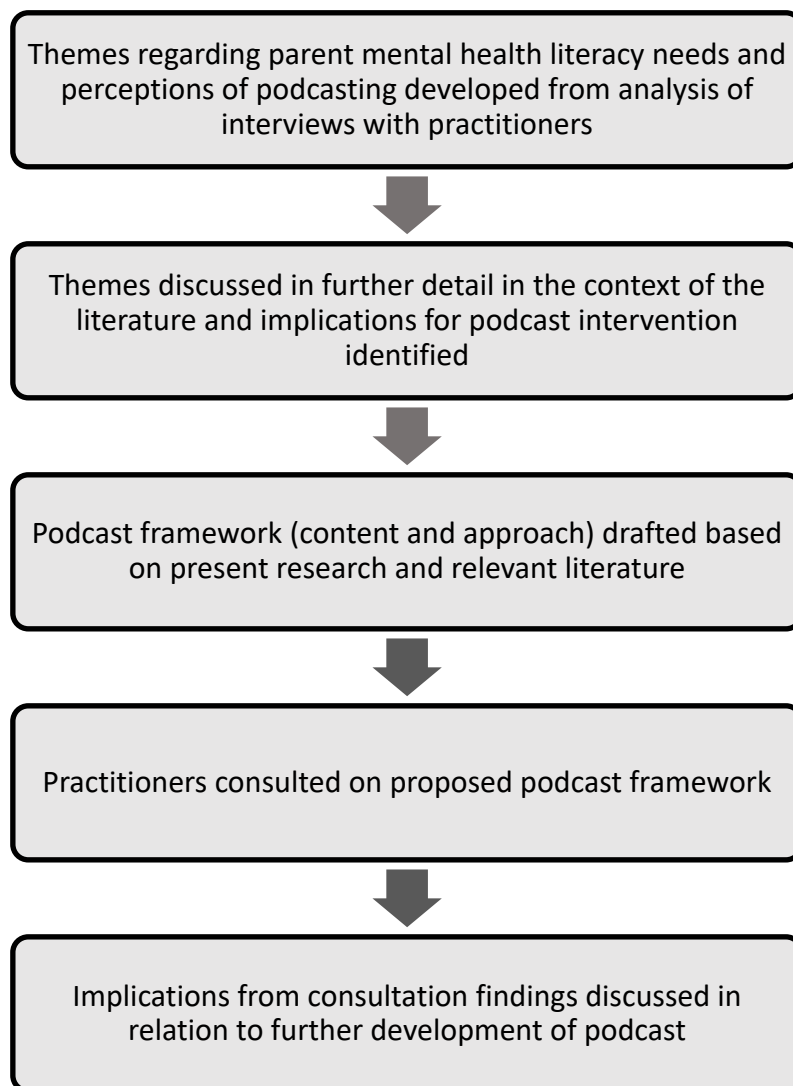 Themes regarding parent mental health literacy needs and
perceptions of podcasting developed from analysis of
interviews with practitioners
Themes discussed in further detail in the context of the
literature and implications for podcast intervention
identified
Podcast framework (content and approach) drafted based
on present research and relevant literature
Practitioners consulted on proposed podcast framework
Implications from consultation findings discussed in
relation to further development of podcast